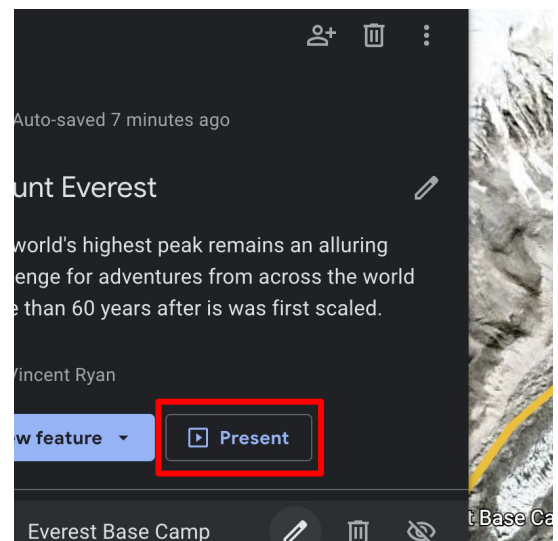 Auto-saved 7 minutes ago
unt Everest
world's highest peak remains an alluring
enge for adventures from across the world
e than 60 years after is was first scaled.
Vincent Ryan
w feature
Present
Everest Base Camp
t Base Ca